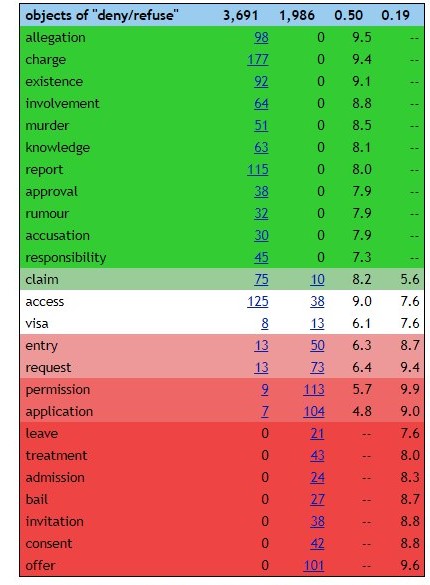 objects of "deny/refuse" 3,691 1,986 0.50 0.19
allegation 98 0 9.5 --
charge 177 0 9.4 --
existence 92 0 9.1 --
involvement 64 0 8.8 --
murder 51 0 8.5 --
knowledge 63 0 8.1 --
report 115 0 8.0 --
approval 38 0 7.9 --
rumour 32 0 7.9 --
accusation 30 0 7.9 --
responsibility 45 0 7.3 --
claim 75 10 8.2 5.6
access 125 38 9.0 7.6
visa 8 13 6.1 7.6
entry 13 50 6.3 8.7
request 13 73 6.4 9.4
permission 9 113 5.7 9.9
application 7 104 4.8 9.0
leave 0 21 -- 7.6
treatment 0 43 -- 8.0
admission 0 24 -- 8.3
bail 0 27 -- 8.7
invitation 0 38 -- 8.8
consent 0 42 -- 8.8
offer 0 101 -- 9.6